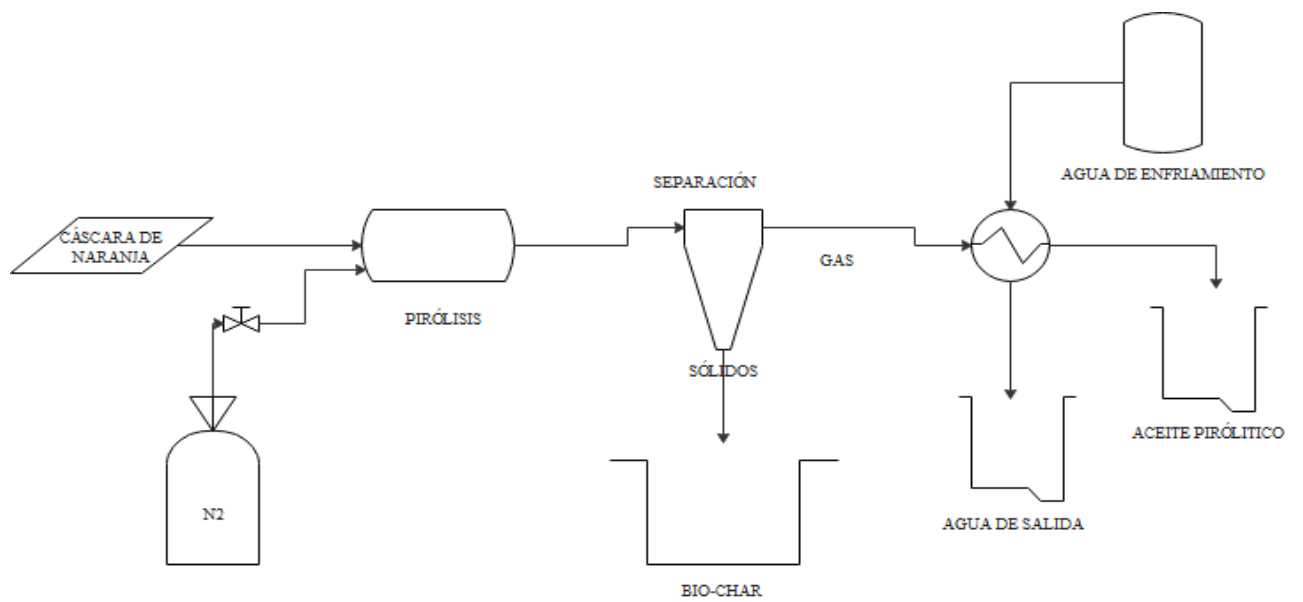 AGUA DE ENFRIAMIENTO
SEPARACIÓN
CÁSCARA DE
NARANJA
GAS
PIRÓLISIS
SÓLIDOS
ACEITE PIRÓLITICO
N2
AGUA DE SALIDA
BIO-CHAR